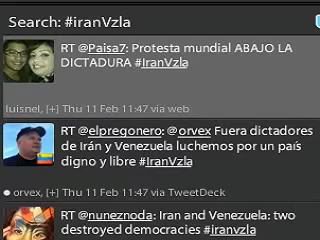 Search: #iranVzla
RT @Paisa7: Protesta mundial ABAJO LA
DICTADURA #IranVzla
luisnel, [+] Thu 11 Feb 11:47 via web
RT @elpregonero: @orvex Fuera dictadores
de Irán y Venezuela luchemos por un país
digno y libre #IranVzla
orvex, [+] Thu 11 Feb 11:47 via TweetDeck
RT @nuneznoda: Iran and Venezuela: two
destroyed democracies #iranvzla